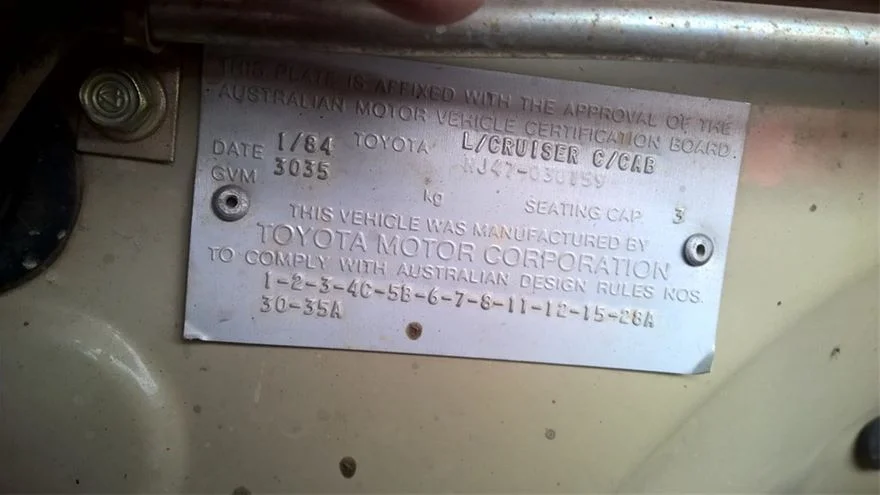 THIS PLATE IS AFFIXED WITH THE APPROVAL OF THE
AUSTRALIAN MOTOR VEHICLE CERTIFICATION BOARD.
DATE 1/84 TOYOTA L/CRUISER C/CAB
GVM 3035 kg
SEATING CAP. 3
THIS VEHICLE WAS MANUFACTURED BY
TOYOTA MOTOR CORPORATION
TO COMPLY WITH AUSTRALIAN DESIGN RULES NOS.
1-2-3-4C-5B-6-7-8-11-12-15-28A
30-35A